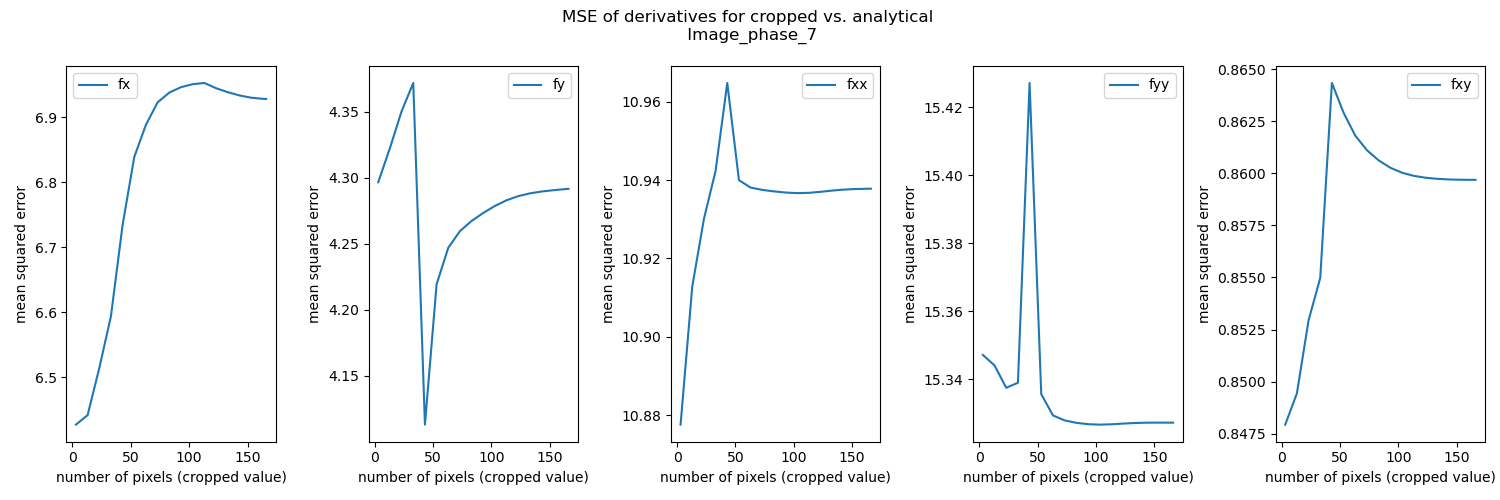 MSE of derivatives for cropped vs. analytical
Image_phase_7
fx
6.9
6.8
6.7
6.6
6.5
mean squared error
0 50 100 150
number of pixels (cropped value)
fy
4.35
4.30
4.25
4.20
4.15
mean squared error
0 50 100 150
number of pixels (cropped value)
fxx
10.96
10.94
10.92
10.90
10.88
mean squared error
0 50 100 150
number of pixels (cropped value)
fyy
15.42
15.40
15.38
15.36
15.34
mean squared error
0 50 100 150
number of pixels (cropped value)
fxy
0.8650
0.8625
0.8600
0.8575
0.8550
0.8525
0.8500
0.8475
mean squared error
0 50 100 150
number of pixels (cropped value)